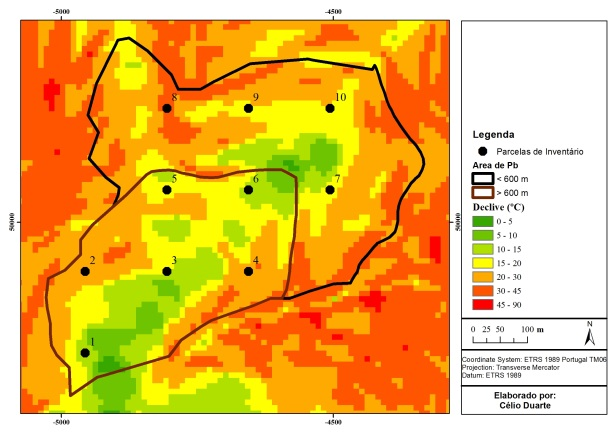 -5000
-4500
8
9
10
5
6
7
2
3
4
1
50000
50000
-5000
-4500
Legenda
Parcelas de Inventário
Area de Pb
< 600 m
> 600 m
Declive (°C)
0 - 5
5 - 10
10 - 15
15 - 20
20 - 30
30 - 45
45 - 90
0 25 50 100 m
N
Coordinate System: ETRS 1989 Portugal TM06
Projection: Transverse Mercator
Datum: ETRS 1989
Elaborado por:
Célio Duarte